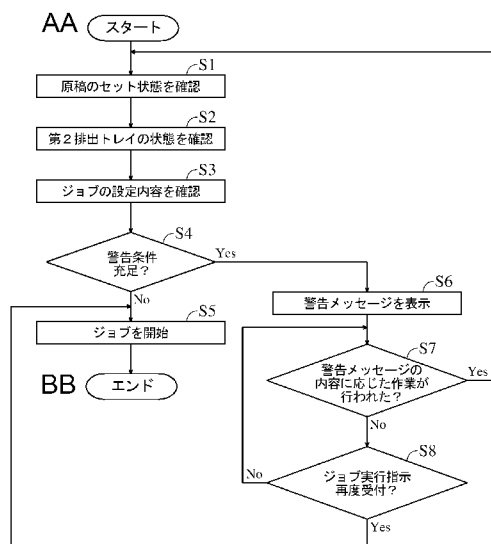 AA
スタート
S1
原稿のセット状態を確認
S2
第2排出トレイの状態を確認
S3
ジョブの設定内容を確認
S4
警告条件
充足？
Yes
No
S5
ジョブを開始
BB
エンド
S6
警告メッセージを表示
S7
警告メッセージの
内容に応じた作業が
行われた？
Yes
No
S8
ジョブ実行指示
再度受付？
No
Yes